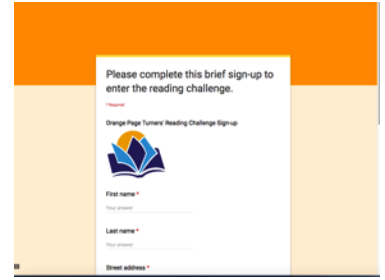 Please complete this brief sign-up to
enter the reading challenge.
* Required
Orange Page Turners' Reading Challenge Sign-up
First name *
Your answer
Last name *
Your answer
Street address *